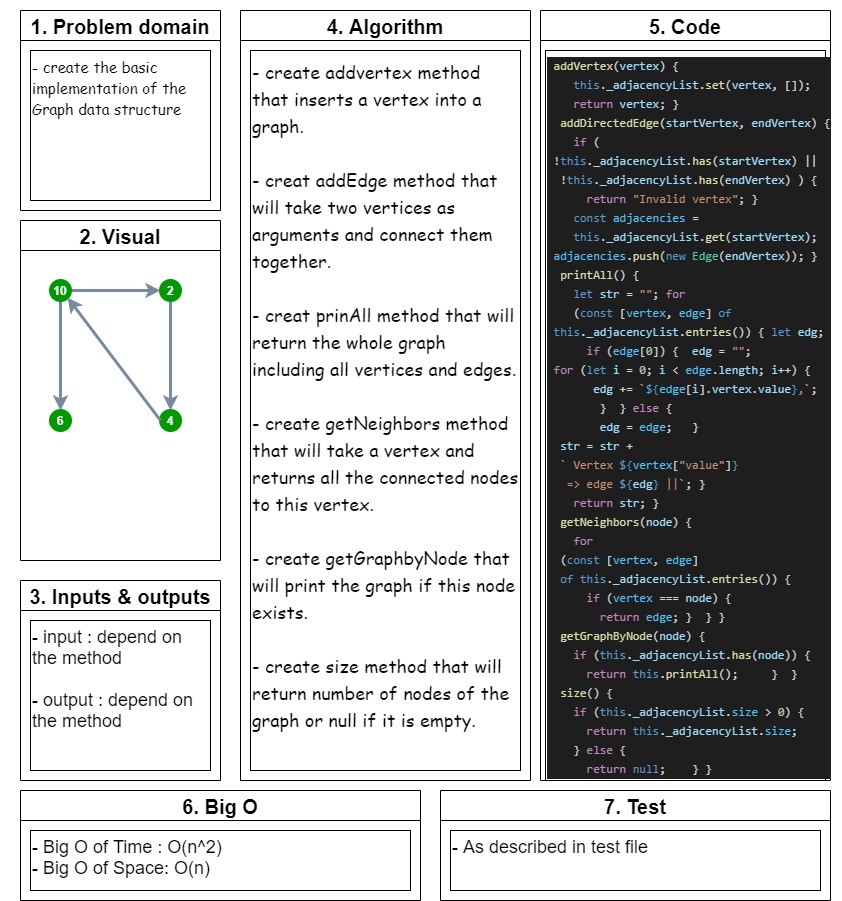 1. Problem domain
- create the basic
implementation of the
Graph data structure
2. Visual
10
2
6
4
3. Inputs & outputs
- input : depend on
the method
- output : depend on
the method
4. Algorithm
- create addvertex method
that inserts a vertex into a
graph.
- creat addEdge method that
will take two vertices as
arguments and connect them
together.
- creat prinAll method that will
return the whole graph
including all vertices and edges.
- create getNeighbors method
that will take a vertex and
returns all the connected nodes
to this vertex.
- create getGraphbyNode that
will print the graph if this node
exists.
- create size method that will
return number of nodes of the
graph or null if it is empty.
5. Code
addVertex(vertex) {
this._adjacencyList.set(vertex, []);
return vertex; }
addDirectedEdge(startVertex, endVertex) {
if (
!this._adjacencyList.has(startVertex) ||
!this._adjacencyList.has(endVertex) ) {
return "Invalid vertex"; }
const adjacencies =
this._adjacencyList.get(startVertex);
adjacencies.push(new Edge(endVertex)); }
printAll() {
let str = ""; for
(const [vertex, edge] of
this._adjacencyList.entries()) { let edg;
if (edge[0]) { edg = "";
for (let i = 0; i < edge.length; i++) {
edg += `${edge[i].vertex.value},`;
} } else {
edg = edge; }
str = str +
` Vertex ${vertex["value"]}
=> edge ${edg} ||`; }
return str; }
getNeighbors(node) {
for
(const [vertex, edge]
of this._adjacencyList.entries()) {
if (vertex === node) {
return edge; } } }
getGraphByNode(node) {
if (this._adjacencyList.has(node)) {
return this.printAll(); } }
size() {
if (this._adjacencyList.size > 0) {
return this._adjacencyList.size;
} else {
return null; } }
6. Big O
- Big O of Time : O(n^2)
- Big O of Space: O(n)
7. Test
- As described in test file